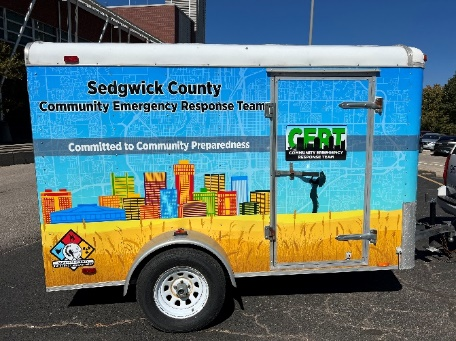 Sedgwick County
Community Emergency Response Team
Committed to Community Preparedness
CERT
COMMUNITY EMERGENCY
RESPONSE TEAM